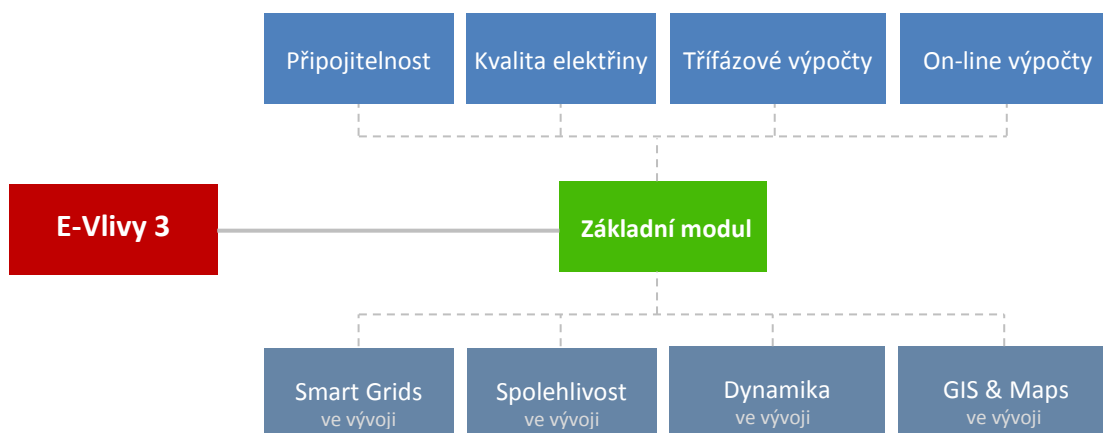 Připojitelnost
Kvalita elektřiny
Třífázové výpočty
On-line výpočty
E-Vlivy 3
Základní modul
Smart Grids
ve vývoji
Spolehlivost
ve vývoji
Dynamika
ve vývoji
GIS & Maps
ve vývoji